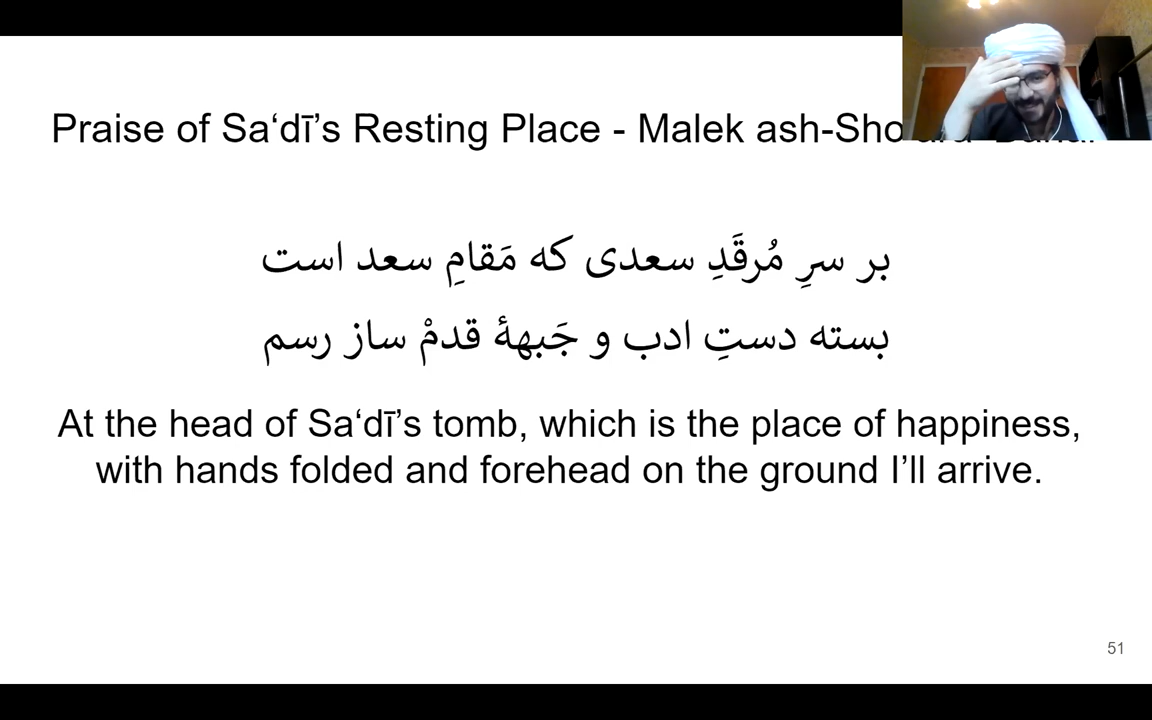 Praise of Sa‘dī’s Resting Place - Malek ash-Sho
بر سرِ مُرقَدِ سعدی که مَقامِ سعد است
بسته دستِ ادب و جَبههٔ قدمْ ساز رسم
At the head of Sa‘dī’s tomb, which is the place of happiness,
with hands folded and forehead on the ground I’ll arrive.
51